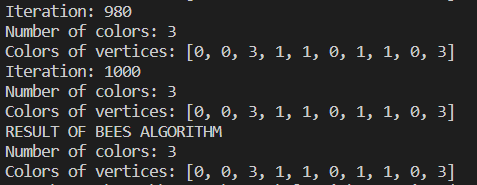 Iteration: 980
Number of colors: 3
Colors of vertices: [0, 0, 3, 1, 1, 0, 1, 1, 0, 3]
Iteration: 1000
Number of colors: 3
Colors of vertices: [0, 0, 3, 1, 1, 0, 1, 1, 0, 3]
RESULT OF BEES ALGORITHM
Number of colors: 3
Colors of vertices: [0, 0, 3, 1, 1, 0, 1, 1, 0, 3]